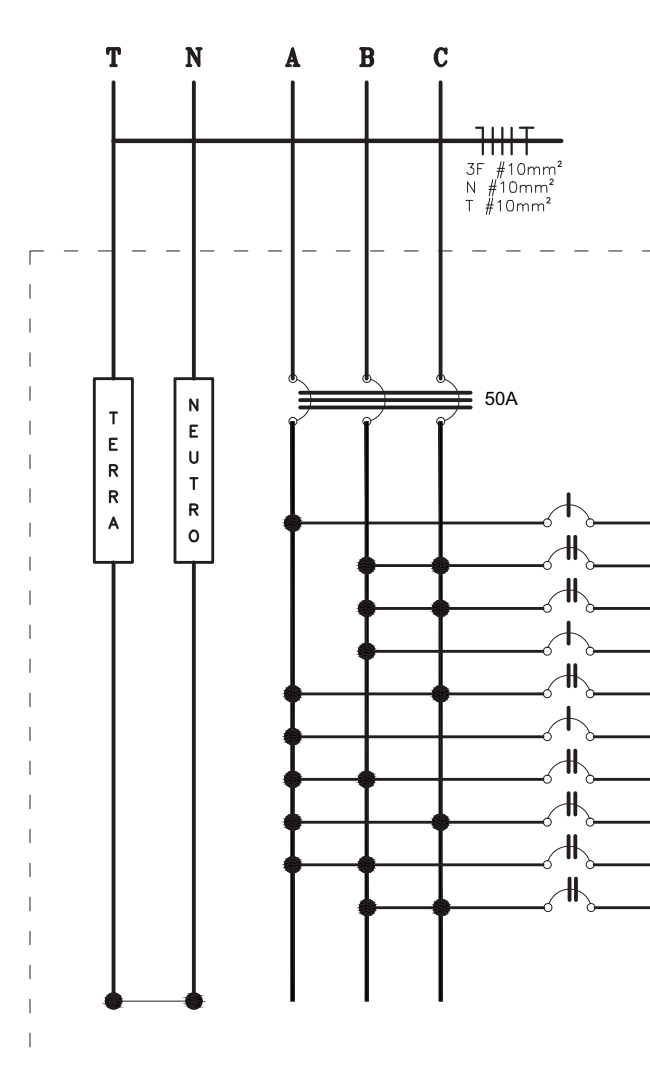 T N A B C
3F #10mm²
N #10mm²
T #10mm²
50A
TERRA
NEUTRO